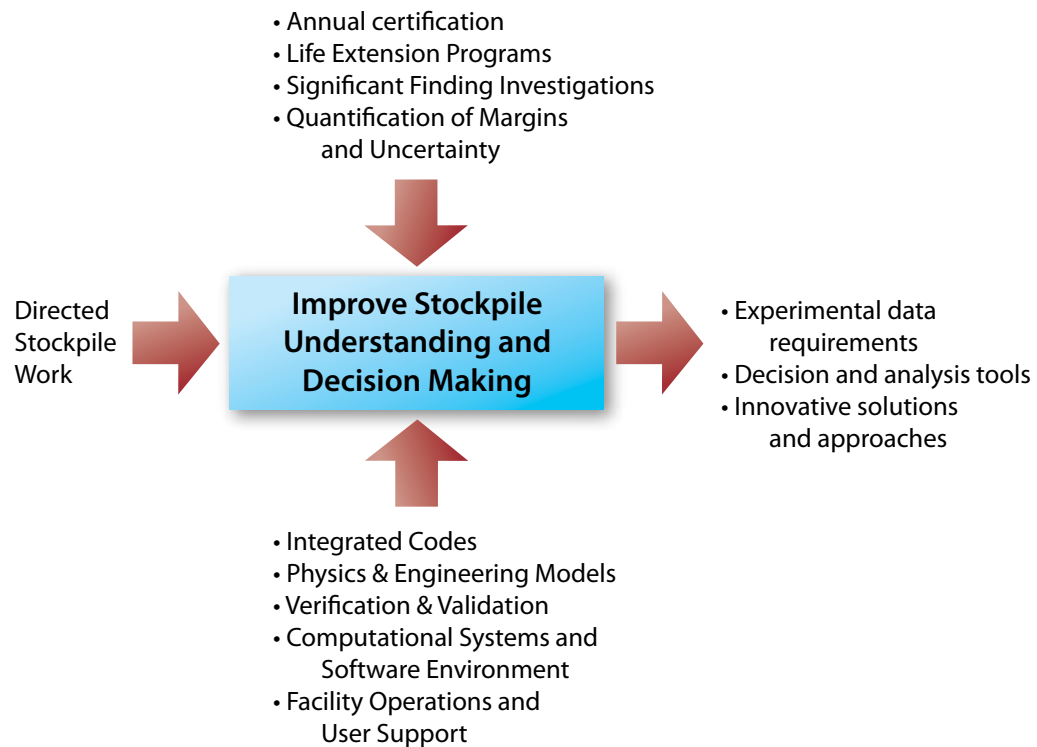 • Annual certification
• Life Extension Programs
• Significant Finding Investigations
• Quantification of Margins
and Uncertainty
Directed
Stockpile
Work
Improve Stockpile
Understanding and
Decision Making
• Experimental data
requirements
• Decision and analysis tools
• Innovative solutions
and approaches
• Integrated Codes
• Physics & Engineering Models
• Verification & Validation
• Computational Systems and
Software Environment
• Facility Operations and
User Support